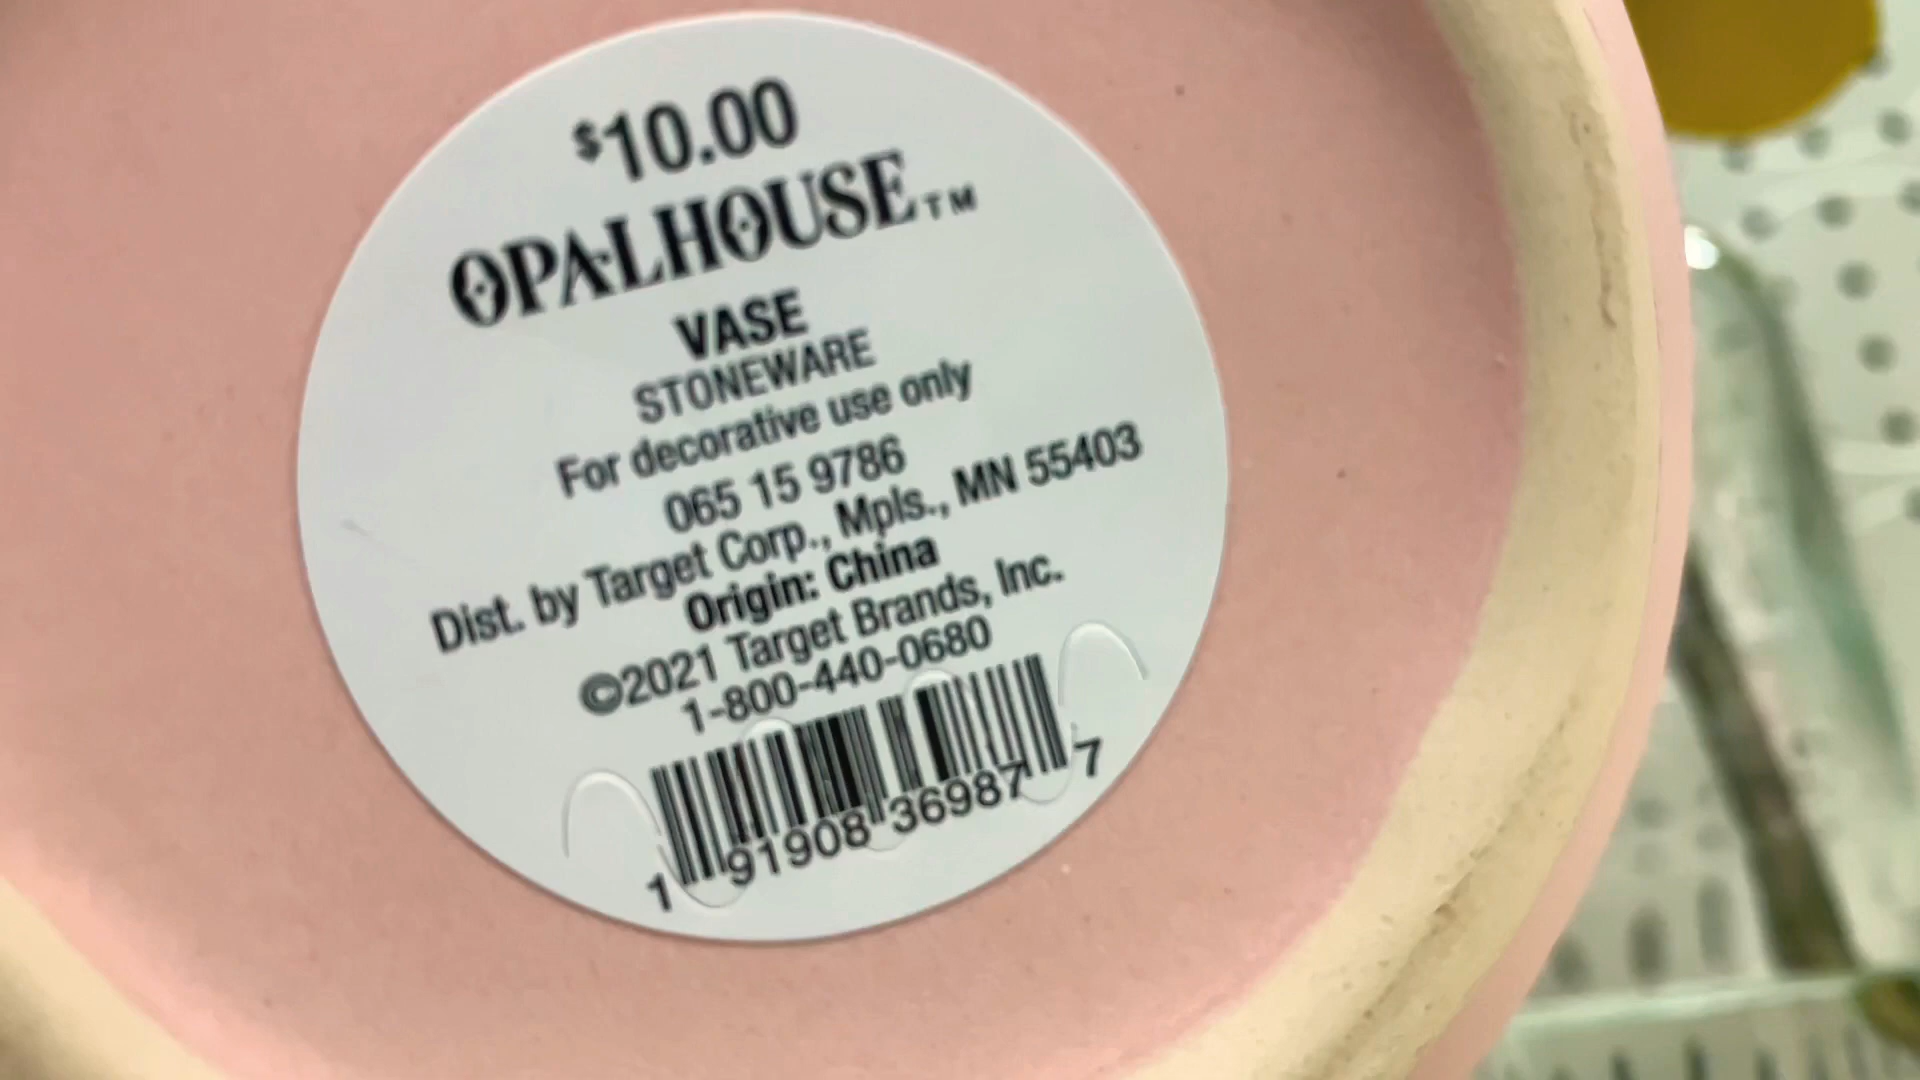 $10.00
OPALHOUSE™
VASE
STONEWARE
For decorative use only
065 15 9786
Dist. by Target Corp., Mpls., MN 55403
Origin: China
©2021 Target Brands, Inc.
1-800-440-0680
1 91908 36987 7